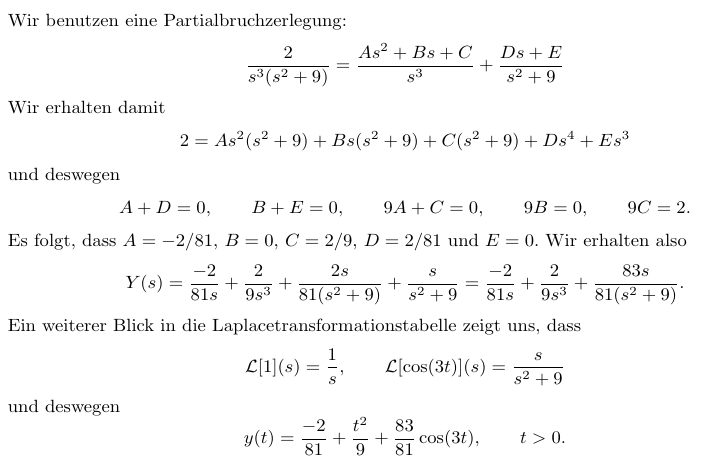 Wir benutzen eine Partialbruchzerlegung:
\frac{2}{s^3(s^2+9)} = \frac{As^2+Bs+C}{s^3} + \frac{Ds+E}{s^2+9}
Wir erhalten damit
2 = As^2(s^2+9) + Bs(s^2+9) + C(s^2+9) + Ds^4 + Es^3
und deswegen
A + D = 0, B + E = 0, 9A + C = 0, 9B = 0, 9C = 2.
Es folgt, dass A = −2/81, B = 0, C = 2/9, D = 2/81 und E = 0. Wir erhalten also
Y(s) = \frac{-2}{81s} + \frac{2}{9s^3} + \frac{2s}{81(s^2+9)} + \frac{s}{s^2+9} = \frac{-2}{81s} + \frac{2}{9s^3} + \frac{83s}{81(s^2+9)}.
Ein weiterer Blick in die Laplacetransformationstabelle zeigt uns, dass
\mathcal{L}[1](s) = \frac{1}{s}, \mathcal{L}[\cos(3t)](s) = \frac{s}{s^2+9}
und deswegen
y(t) = \frac{-2}{81} + \frac{t^2}{9} + \frac{83}{81}\cos(3t), t > 0.